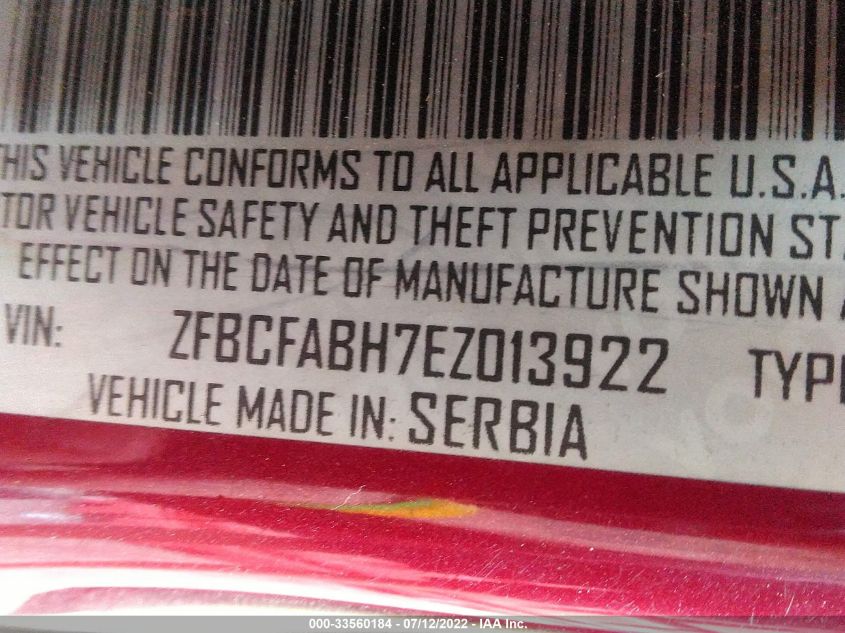 THIS VEHICLE CONFORMS TO ALL APPLICABLE U.S.A.
TOR VEHICLE SAFETY AND THEFT PREVENTION ST
EFFECT ON THE DATE OF MANUFACTURE SHOWN
VIN: ZFBCFABH7EZ013922 TYP
VEHICLE MADE IN: SERBIA
000-33560184 - 07/12/2022 - IAA Inc.